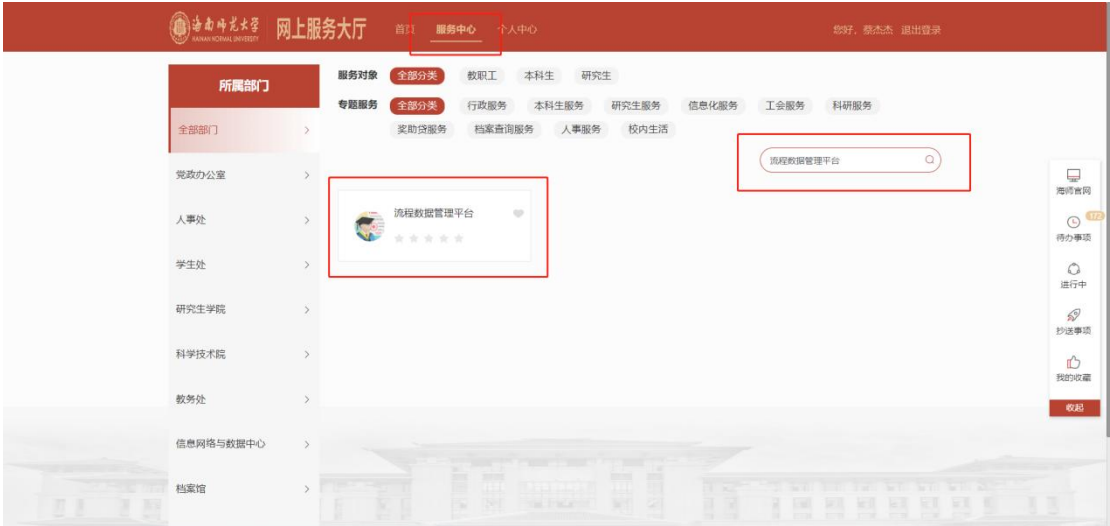 海南师范大学 网上服务大厅 首页 服务中心 个人中心 您好，蔡杰杰 退出登录
HAINAN NORMAL UNIVERSITY
所属部门
全部部门
党政办公室
人事处
学生处
研究生学院
科学技术院
教务处
信息网络与数据中心
档案馆
服务对象 全部分类 教职工 本科生 研究生
专题服务 全部分类 行政服务 本科生服务 研究生服务 信息化服务 工会服务 科研服务
奖助贷服务 档案查询服务 人事服务 校内生活
流程数据管理平台
流程数据管理平台
海师官网
172
待办事项
进行中
抄送事项
我的收藏
收起